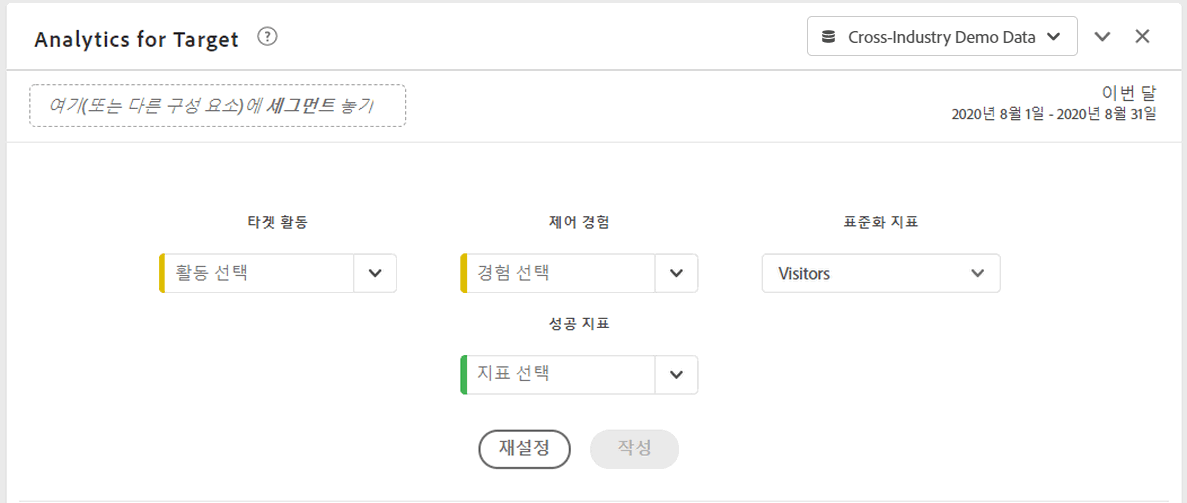 Analytics for Target ?
Cross-Industry Demo Data
여기(또는 다른 구성 요소)에 세그먼트 놓기
이번 달
2020년 8월 1일 - 2020년 8월 31일
타겟 활동
제어 경험
표준화 지표
활동 선택
경험 선택
Visitors
성공 지표
지표 선택
재설정
작성